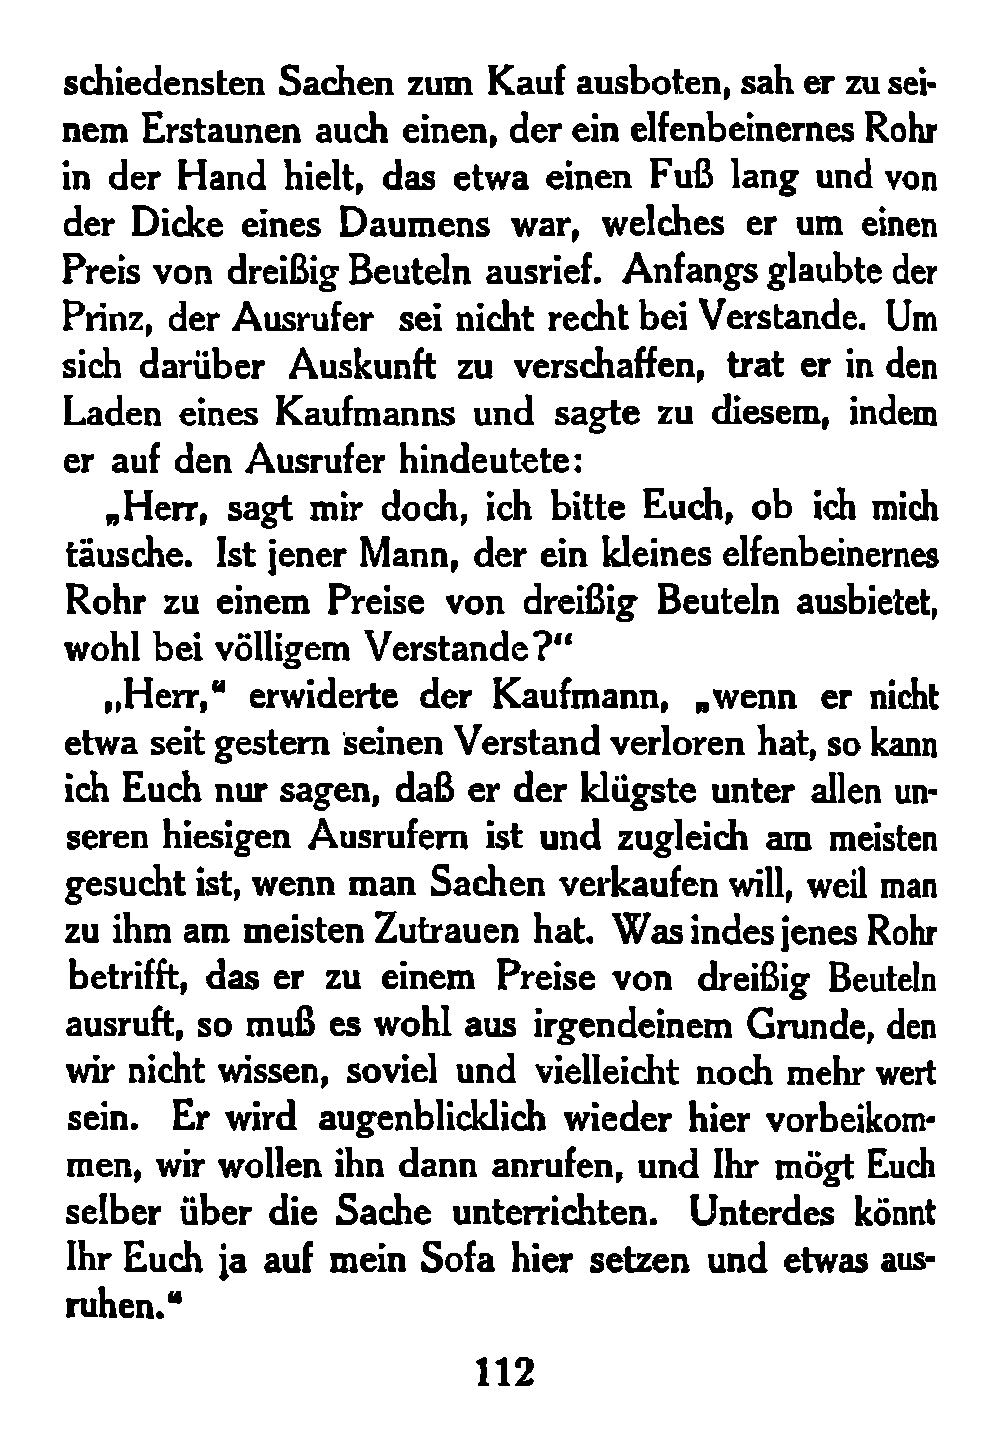 schiedensten Sachen zum Kauf ausboten, sah er zu sei-
nem Erstaunen auch einen, der ein elfenbeinernes Rohr
in der Hand hielt, das etwa einen Fuß lang und von
der Dicke eines Daumens war, welches er um einen
Preis von dreißig Beuteln ausrief. Anfangs glaubte der
Prinz, der Ausrufer sei nicht recht bei Verstande. Um
sich darüber Auskunft zu verschaffen, trat er in den
Laden eines Kaufmanns und sagte zu diesem, indem
er auf den Ausrufer hindeutete:
„Herr, sagt mir doch, ich bitte Euch, ob ich mich
täusche. Ist jener Mann, der ein kleines elfenbeinernes
Rohr zu einem Preise von dreißig Beuteln ausbietet,
wohl bei völligem Verstande?“
„Herr,“ erwiderte der Kaufmann, „wenn er nicht
etwa seit gestern seinen Verstand verloren hat, so kann
ich Euch nur sagen, daß er der klügste unter allen un-
seren hiesigen Ausrufern ist und zugleich am meisten
gesucht ist, wenn man Sachen verkaufen will, weil man
zu ihm am meisten Zutrauen hat. Was indes jenes Rohr
betrifft, das er zu einem Preise von dreißig Beuteln
ausruft, so muß es wohl aus irgendeinem Grunde, den
wir nicht wissen, soviel und vielleicht noch mehr wert
sein. Er wird augenblicklich wieder hier vorbeikom-
men, wir wollen ihn dann anrufen, und Ihr mögt Euch
selber über die Sache unterrichten. Unterdes könnt
Ihr Euch ja auf mein Sofa hier setzen und etwas aus-
ruhen.“
112